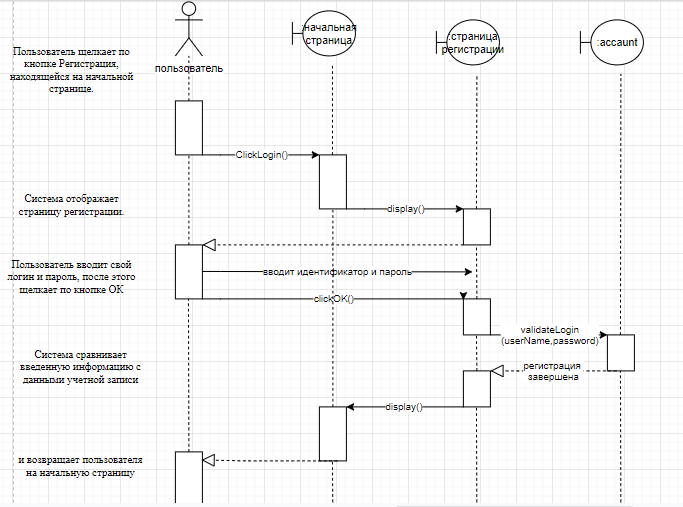 Пользователь щелкает по
кнопке Регистрация,
находящейся на начальной
странице.
пользователь
:начальная
страница
:страница
регистрации
:accaunt
ClickLogin()
Система отображает
страницу регистрации.
display()
Пользователь вводит свой
логин и пароль, после этого
щелкает по кнопке ОК
вводит идентификатор и пароль
clickOK()
validateLogin
(userName,password)
Система сравнивает
введенную информацию с
данными учетной записи
регистрация
завершена
display()
и возвращает пользователя
на начальную страницу